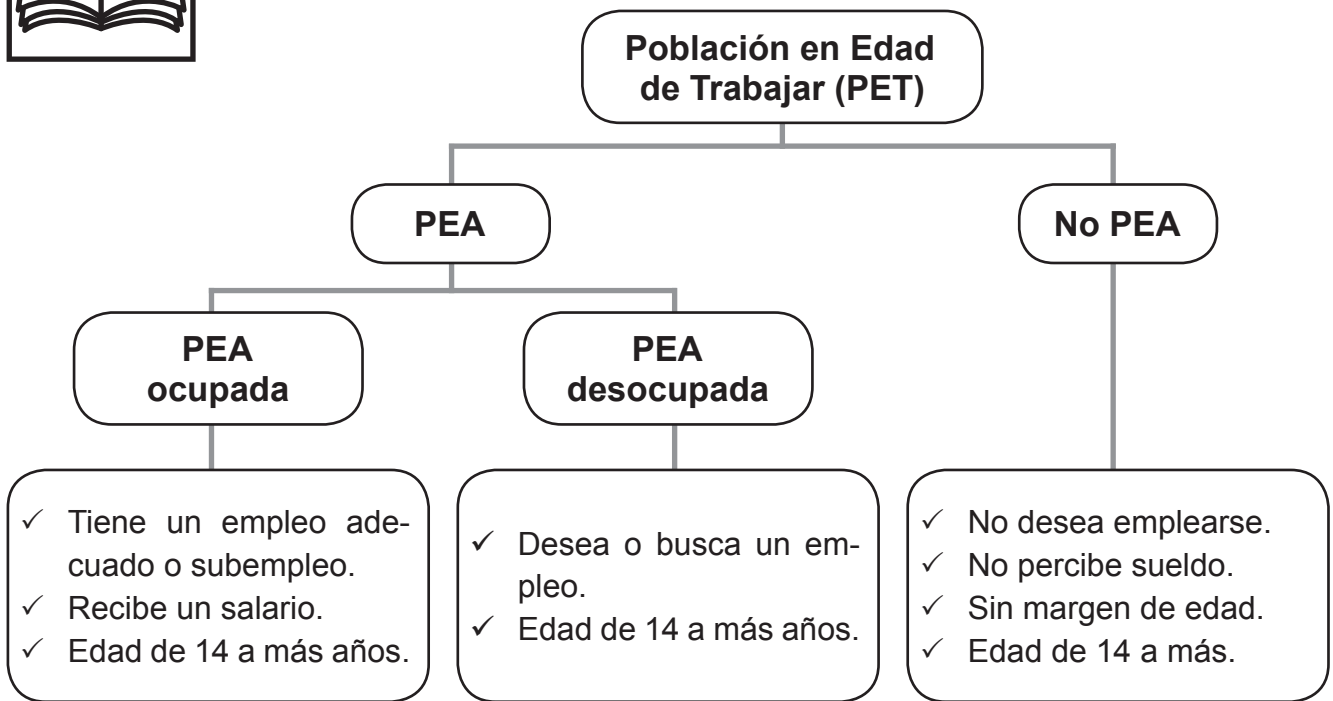 Población en Edad
de Trabajar (PET)
PEA
No PEA
PEA
ocupada
PEA
desocupada
✓ Tiene un empleo ade-
cuado o subempleo.
✓ Recibe un salario.
✓ Edad de 14 a más años.
✓ Desea o busca un em-
pleo.
✓ Edad de 14 a más años.
✓ No desea emplearse.
✓ No percibe sueldo.
✓ Sin margen de edad.
✓ Edad de 14 a más.